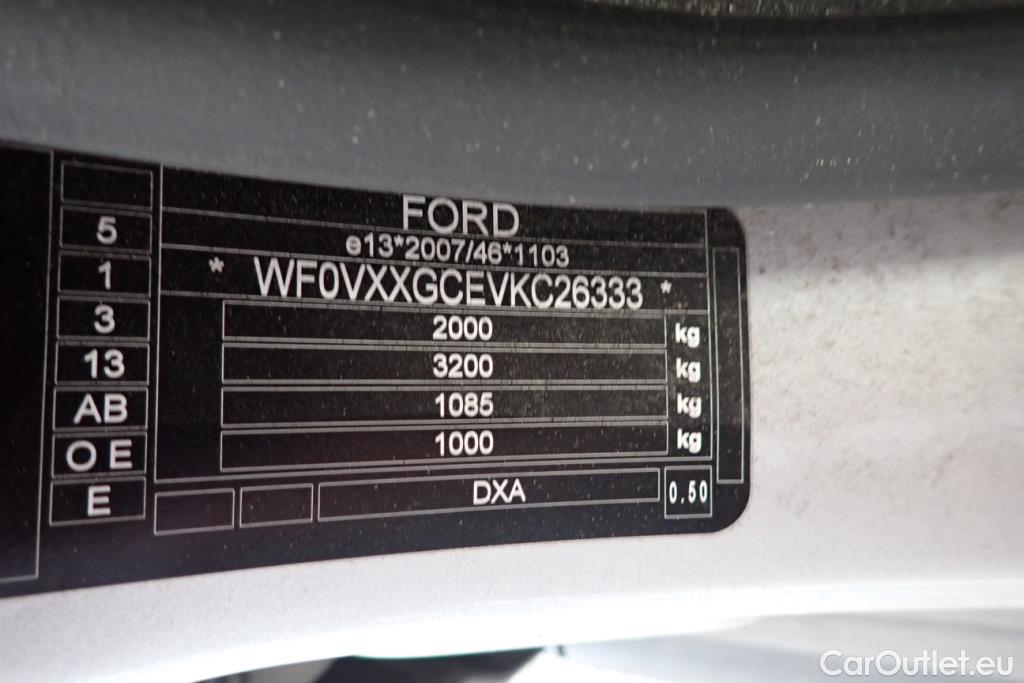 FORD
e13*2007/46*1103
* WF0VXXGCEVKC26333 *
2000 kg
3200 kg
1085 kg
1000 kg
DXA 0.50
5
1
3
13
AB
OE
E
CarOutlet.eu